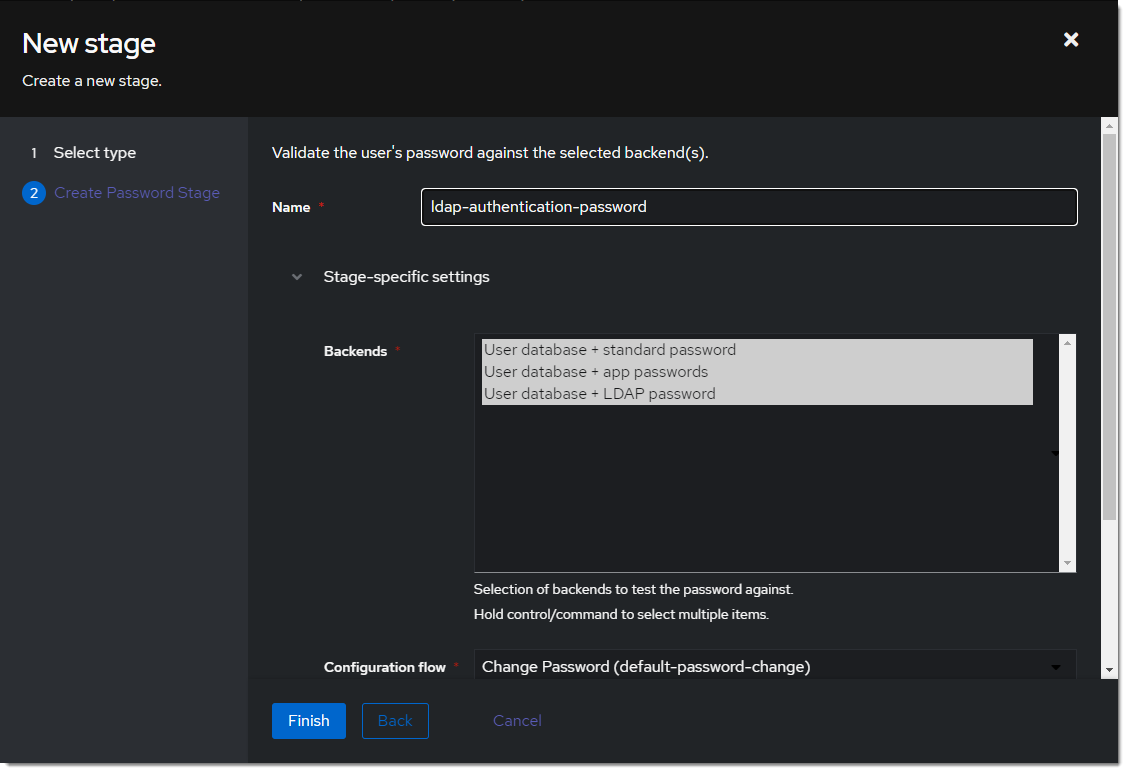 New stage
Create a new stage.
1 Select type
2 Create Password Stage
Validate the user's password against the selected backend(s).
Name *
ldap-authentication-password
Stage-specific settings
Backends *
User database + standard password
User database + app passwords
User database + LDAP password
Selection of backends to test the password against.
Hold control/command to select multiple items.
Configuration flow *
Change Password (default-password-change)
Finish
Back
Cancel